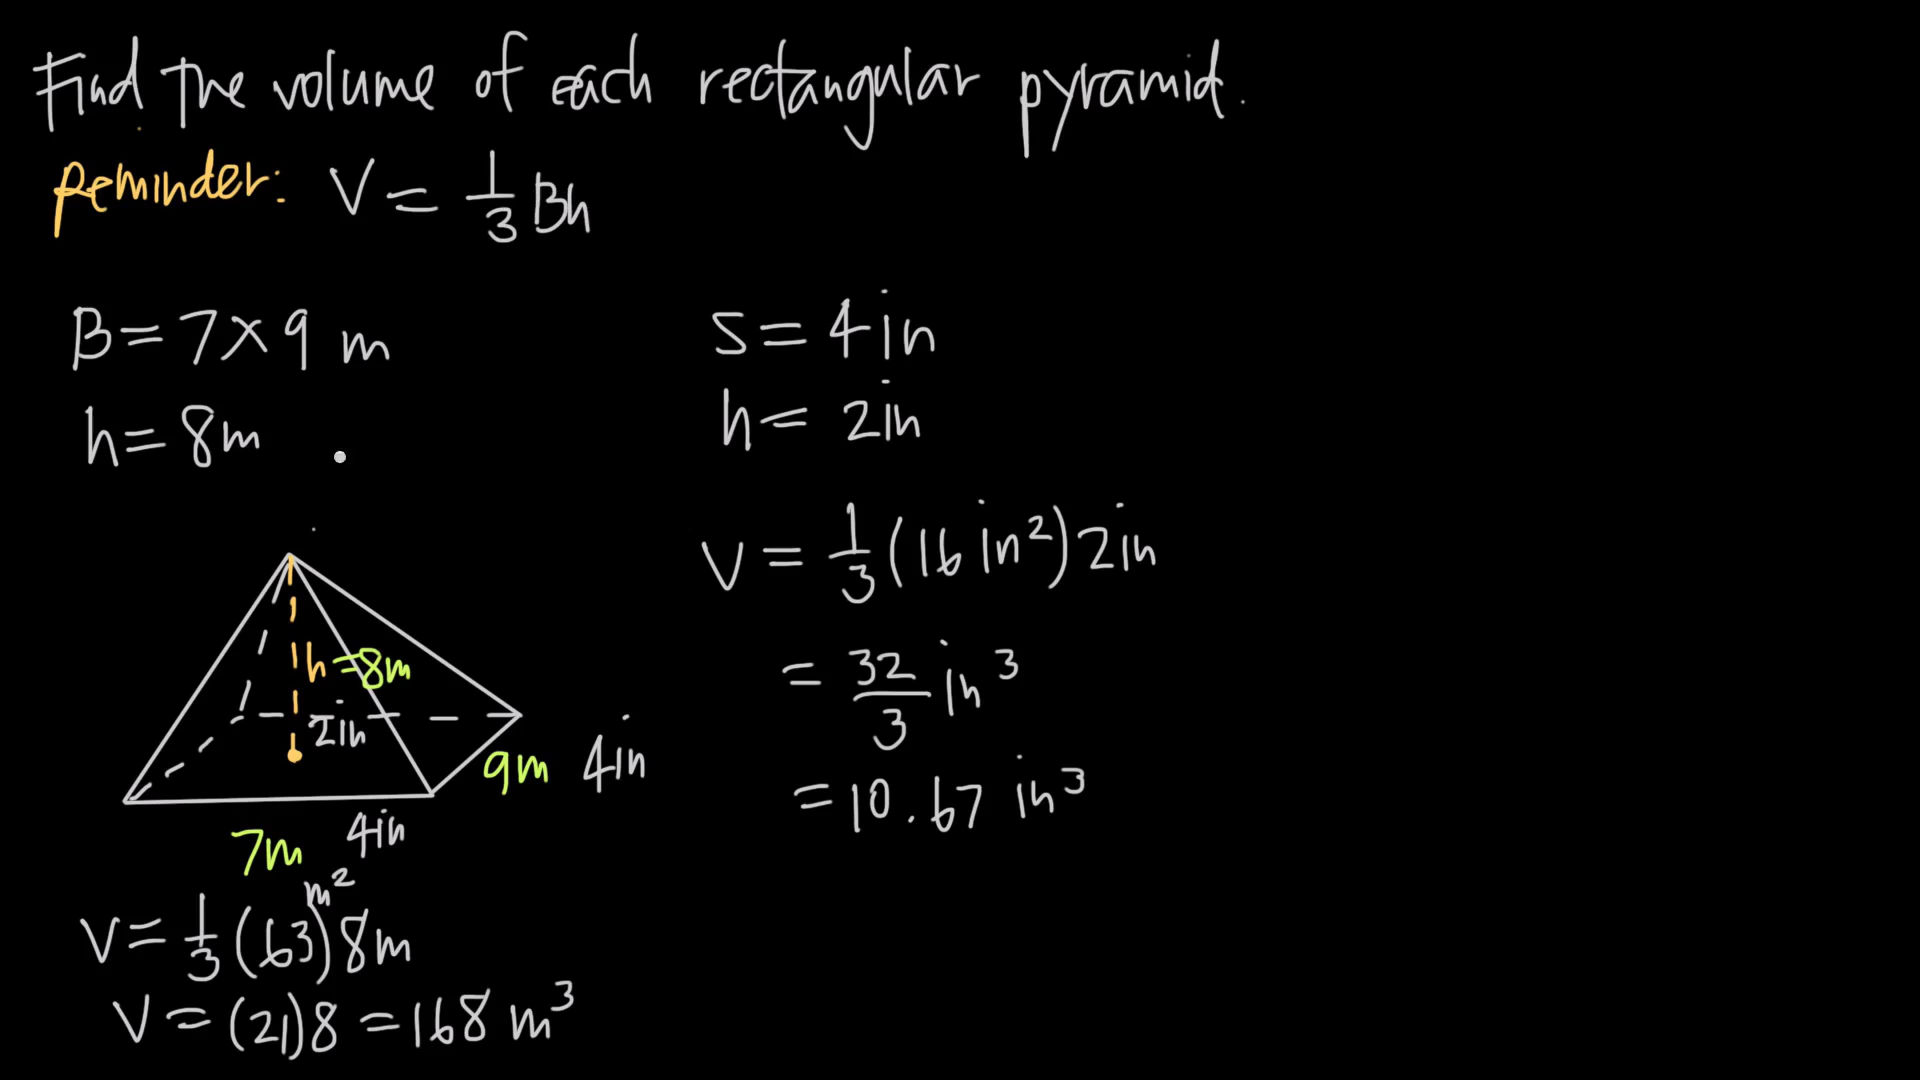 Find the volume of each rectangular pyramid.
Reminder: V = 1/3 Bh
B = 7 × 9 m
h = 8m
h = 8m
2in
9m 4in
7m 4in
V = 1/3 (63 m²) 8m
V = (21)8 = 168 m³
s = 4in
h = 2in
V = 1/3 (16 in²) 2in
= 32/3 in³
= 10.67 in³